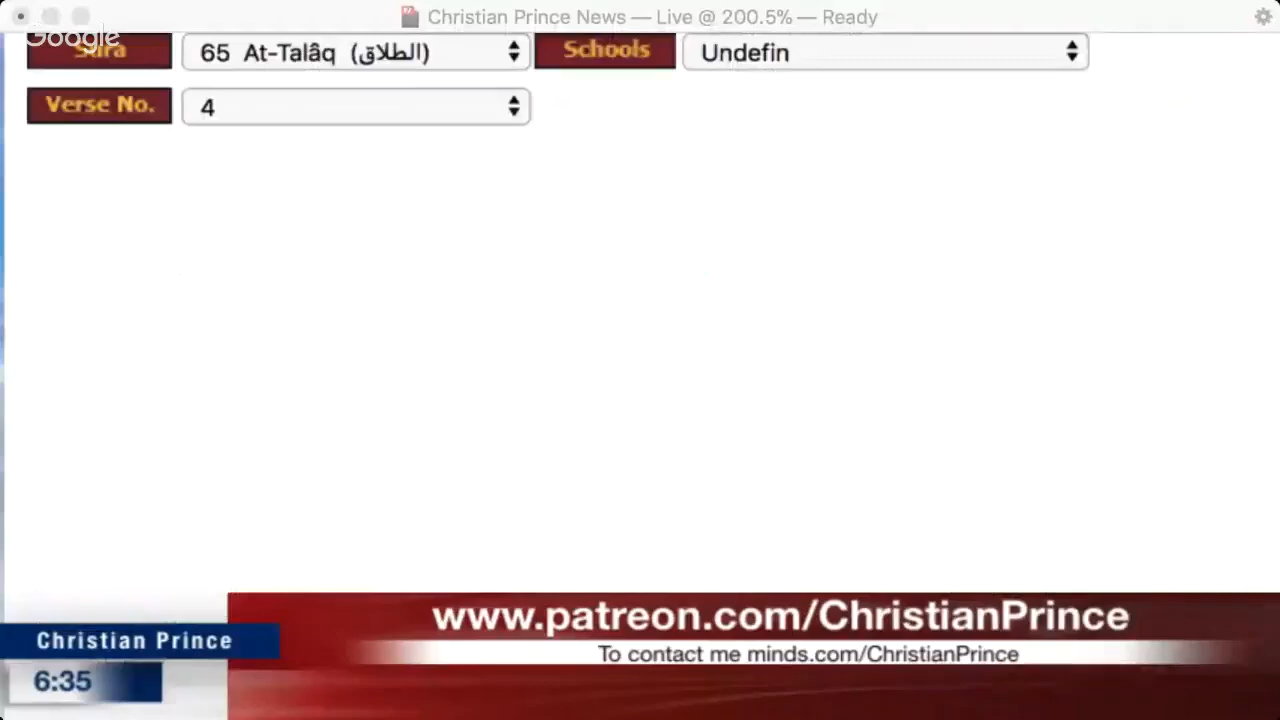 Christian Prince News — Live @ 200.5% — Ready
Google
Sura 65 At-Talâq (الطلاق) Schools Undefin
Verse No. 4
www.patreon.com/ChristianPrince
To contact me minds.com/ChristianPrince
Christian Prince
6:35